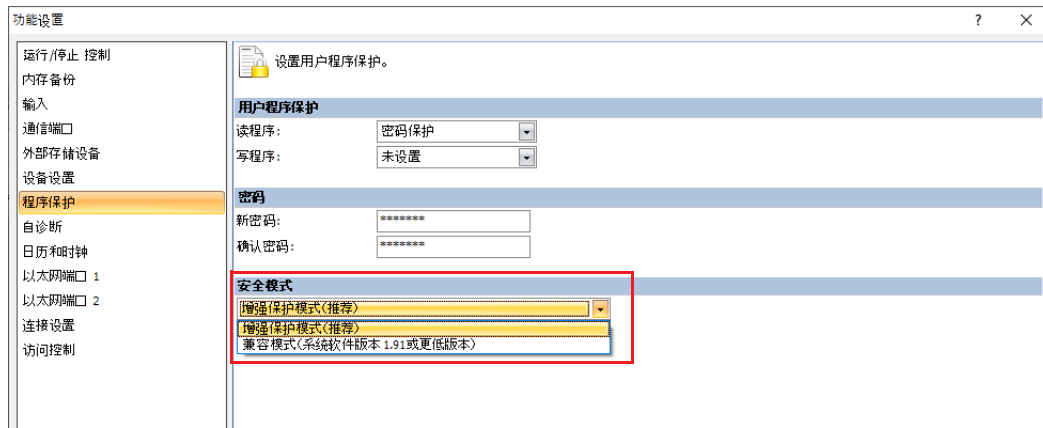 功能设置
?
运行/停止 控制
内存备份
输入
通信端口
外部存储设备
设备设置
程序保护
自诊断
日历和时钟
以太网端口 1
以太网端口 2
连接设置
访问控制
设置用户程序保护。
用户程序保护
读程序: 密码保护
写程序: 未设置
密码
新密码: *******
确认密码: *******
安全模式
增强保护模式(推荐)
增强保护模式(推荐)
兼容模式(系统软件版本 1.91或更低版本)